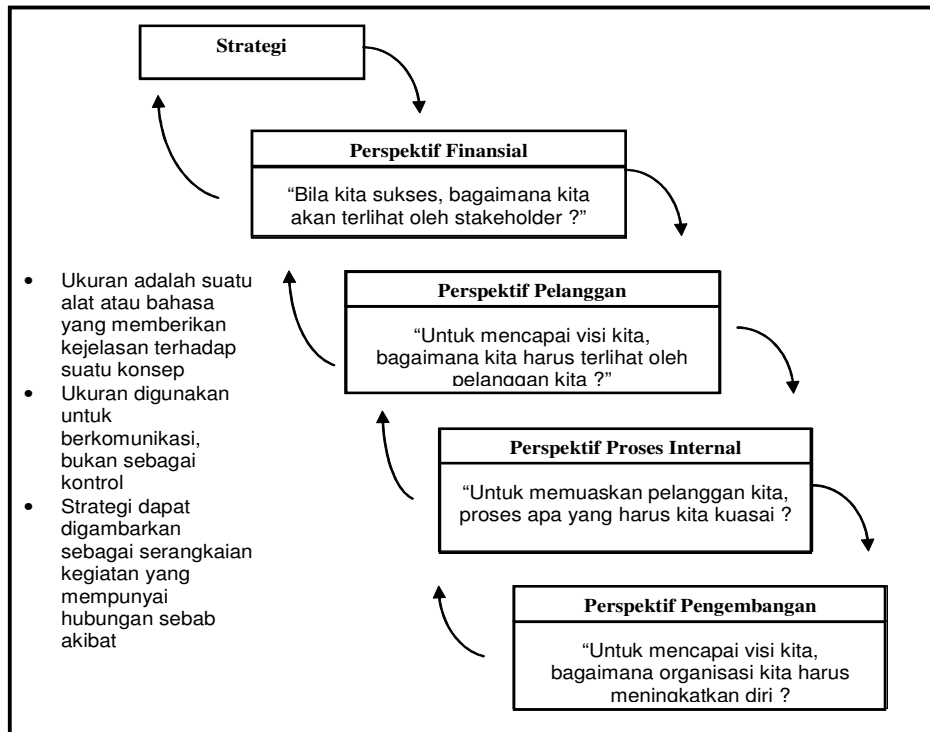 Strategi
Perspektif Finansial
“Bila kita sukses, bagaimana kita
akan terlihat oleh stakeholder ?”
• Ukuran adalah suatu
alat atau bahasa
yang memberikan
kejelasan terhadap
suatu konsep
• Ukuran digunakan
untuk
berkomunikasi,
bukan sebagai
kontrol
• Strategi dapat
digambarkan
sebagai serangkaian
kegiatan yang
mempunyai
hubungan sebab
akibat
Perspektif Pelanggan
“Untuk mencapai visi kita,
bagaimana kita harus terlihat oleh
pelanggan kita ?”
Perspektif Proses Internal
“Untuk memuaskan pelanggan kita,
proses apa yang harus kita kuasai ?
Perspektif Pengembangan
“Untuk mencapai visi kita,
bagaimana organisasi kita harus
meningkatkan diri ?